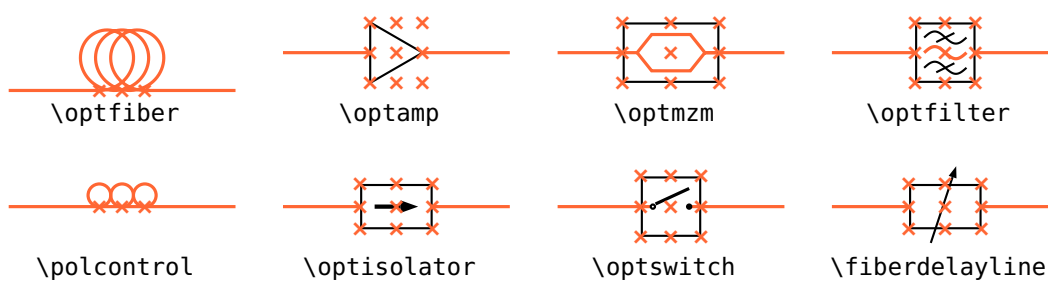 \optfiber \optamp \optmzm \optfilter
\polcontrol \optisolator \optswitch \fiberdelayline